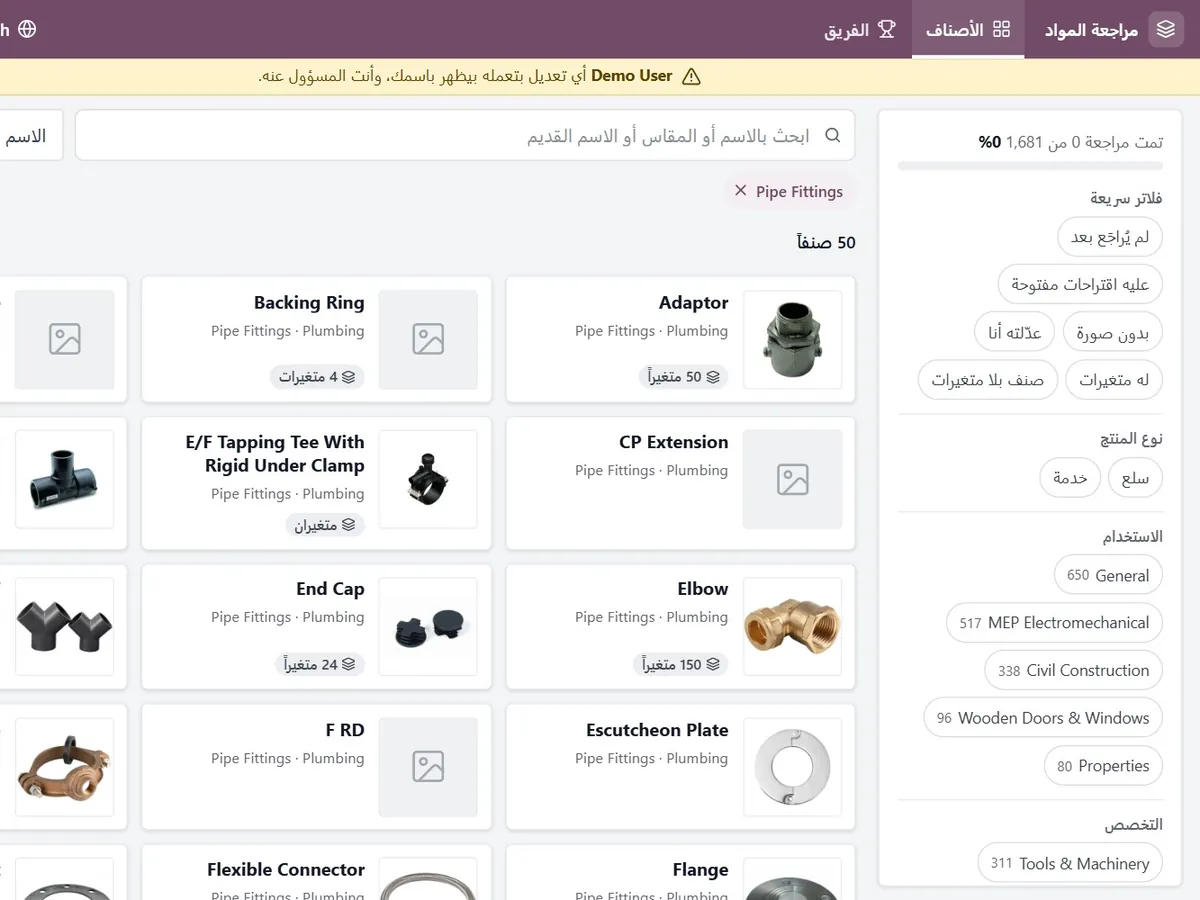 مراجعة المواد
الأصناف
الفريق
h
Demo User أي تعديل بتعمله بيظهر باسمك، وأنت المسؤول عنه.
تمت مراجعة 0 من 1,681 0%
فلاتر سريعة
لم يُراجَع بعد
عليه اقتراحات مفتوحة
بدون صورة
عدّلته أنا
له متغيرات
صنف بلا متغيرات
نوع المنتج
سلع
خدمة
الاستخدام
General 650
MEP Electromechanical 517
Civil Construction 338
Wooden Doors & Windows 96
Properties 80
التخصص
Tools & Machinery 311
ابحث بالاسم أو المقاس أو الاسم القديم
الاسم
Pipe Fittings
50 صنفاً
Adaptor
Pipe Fittings · Plumbing
50 متغيراً
Backing Ring
Pipe Fittings · Plumbing
4 متغيرات
CP Extension
Pipe Fittings · Plumbing
E/F Tapping Tee With
Rigid Under Clamp
Pipe Fittings · Plumbing
متغيران
Elbow
Pipe Fittings · Plumbing
150 متغيراً
End Cap
Pipe Fittings · Plumbing
24 متغيراً
Escutcheon Plate
Pipe Fittings · Plumbing
F RD
Pipe Fittings · Plumbing
Flange
Pipe Fittings · Plumbing
Flexible Connector
Pipe Fittings · Plumbing